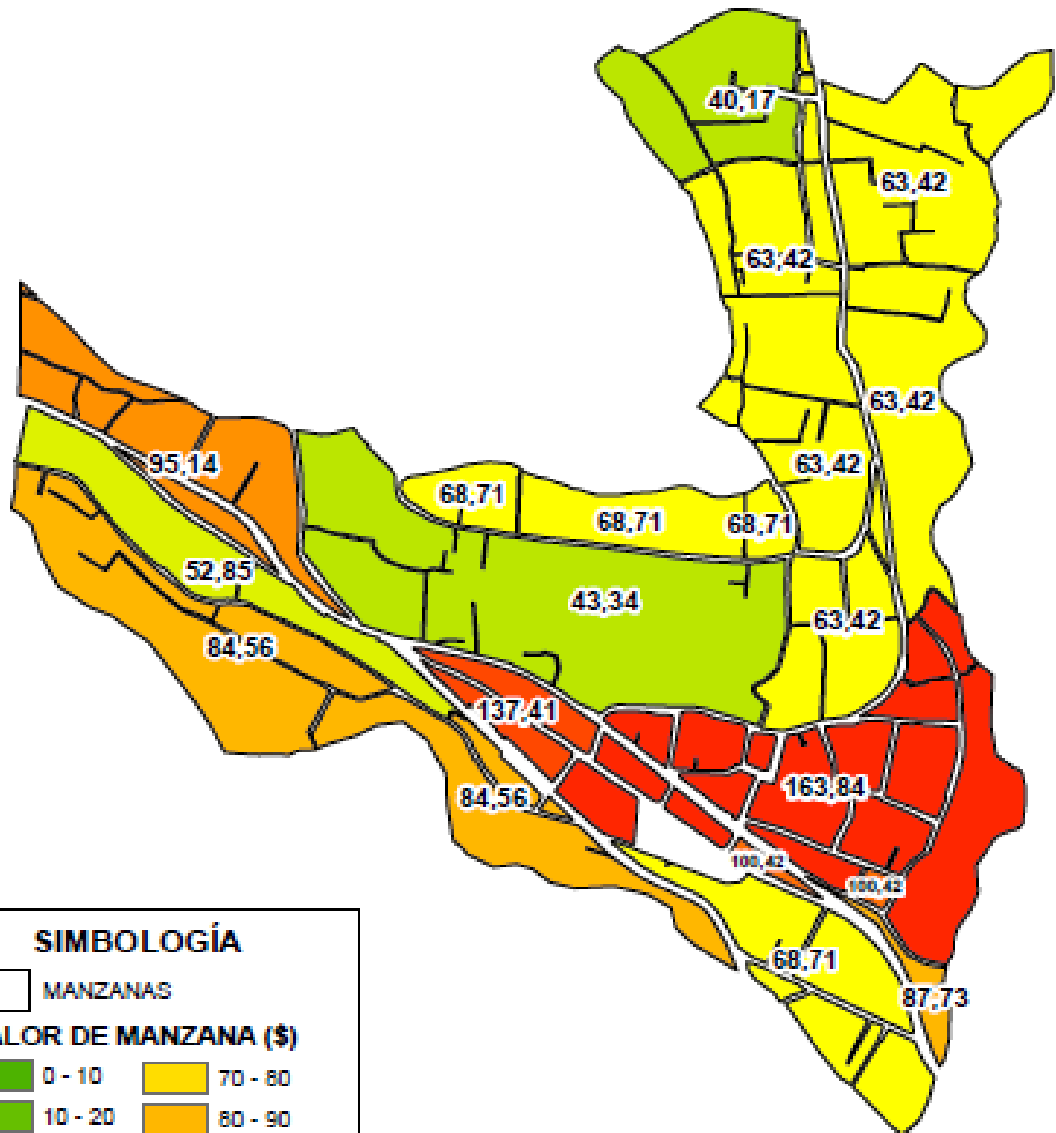 40,17
63,42
63,42
63,42
63,42
95,14
68,71
68,71
68,71
52,85
43,34
63,42
84,56
137,41
84,56
163,84
100,42
100,42
68,71
87,73
SIMBOLOGÍA
MANZANAS
ALOR DE MANZANA ($)
0 - 10
70 - 80
10 - 20
80 - 90